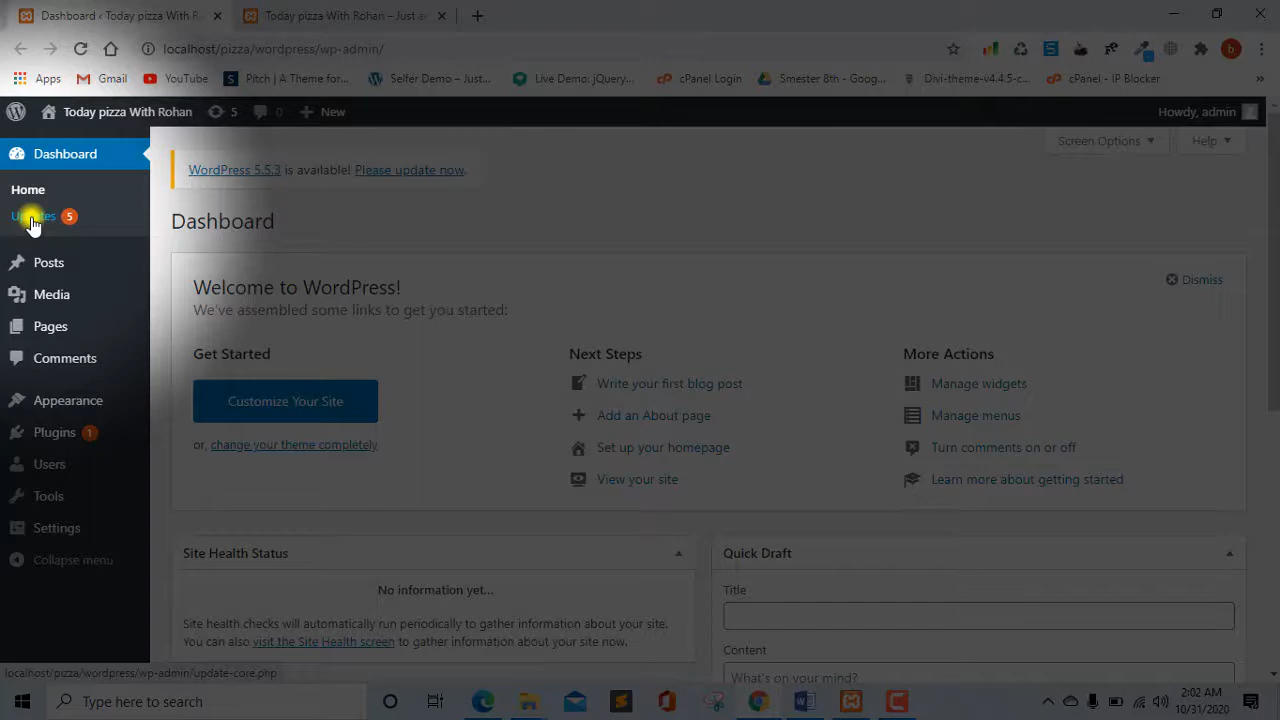 Dashboard ‹ Today pizza With R
Today pizza With Rohan – Just an
localhost/pizza/wordpress/wp-admin/
b
Apps
Gmail
YouTube
Pitch | A Theme for...
Selfer Demo – Just...
Live Demo: jQuery...
cPanel Login
Smester 8th - Goog...
Divi-theme-v4.4.5-c...
cPanel - IP Blocker
»
Today pizza With Rohan
5
0
New
Howdy, admin
Dashboard
Screen Options
Help
WordPress 5.5.3 is available! Please update now.
Home
Updates 5
Dashboard
Posts
Media
Pages
Comments
Appearance
Plugins 1
Users
Tools
Settings
Collapse menu
Welcome to WordPress!
Dismiss
We've assembled some links to get you started:
Get Started
Customize Your Site
or, change your theme completely
Next Steps
Write your first blog post
Add an About page
Set up your homepage
View your site
More Actions
Manage widgets
Manage menus
Turn comments on or off
Learn more about getting started
Site Health Status
No information yet...
Site health checks will automatically run periodically to gather information about your site.
You can also visit the Site Health screen to gather information about your site now.
Quick Draft
Title
Content
What's on your mind?
localhost/pizza/wordpress/wp-admin/update-core.php
Type here to search
2:02 AM
10/31/2020